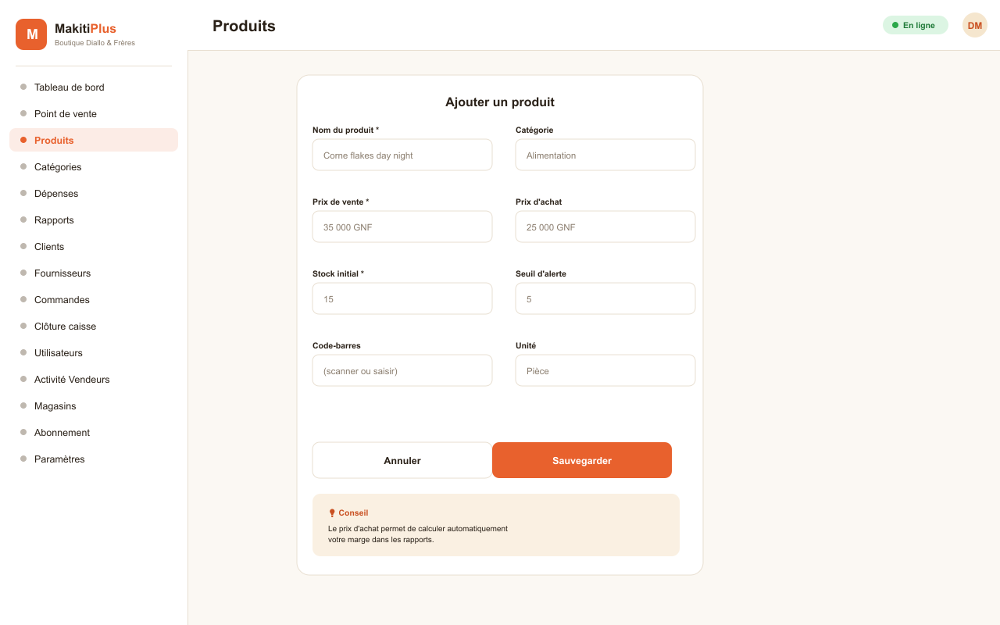 M
MakitiPlus
Boutique Diallo & Frères
Tableau de bord
Point de vente
Produits
Catégories
Dépenses
Rapports
Clients
Fournisseurs
Commandes
Clôture caisse
Utilisateurs
Activité Vendeurs
Magasins
Abonnement
Paramètres
Produits
En ligne
DM
Ajouter un produit
Nom du produit *
Catégorie
Corne flakes day night
Alimentation
Prix de vente *
Prix d'achat
35 000 GNF
25 000 GNF
Stock initial *
Seuil d'alerte
15
5
Code-barres
Unité
(scanner ou saisir)
Pièce
Annuler
Sauvegarder
Conseil
Le prix d'achat permet de calculer automatiquement
votre marge dans les rapports.